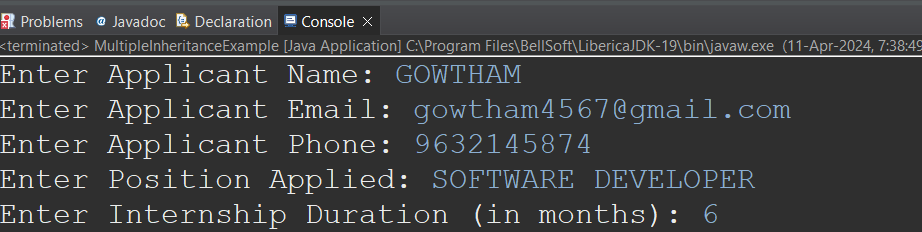 Problems @ Javadoc Declaration Console
<terminated> MultipleInheritanceExample [Java Application] C:\Program Files\BellSoft\LibericaJDK-19\bin\javaw.exe (11-Apr-2024, 7:38:49
Enter Applicant Name: GOWTHAM
Enter Applicant Email: gowtham4567@gmail.com
Enter Applicant Phone: 9632145874
Enter Position Applied: SOFTWARE DEVELOPER
Enter Internship Duration (in months): 6